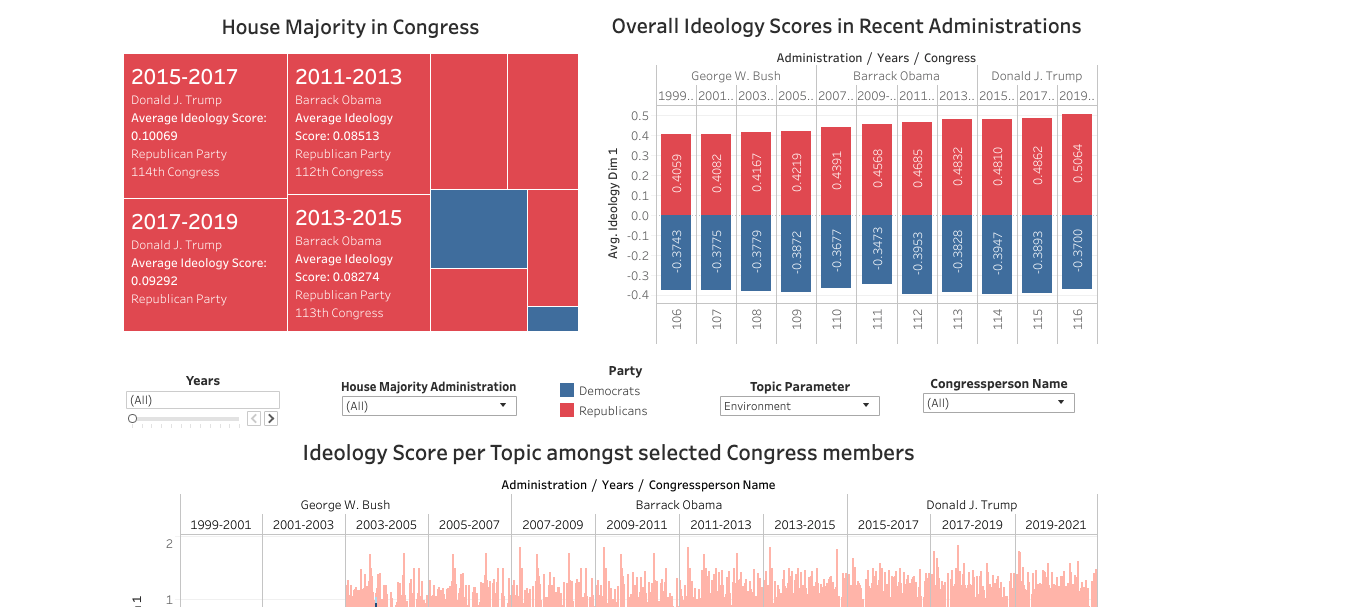 House Majority in Congress
2015-2017
Donald J. Trump
Average Ideology Score:
0.10069
Republican Party
114th Congress
2011-2013
Barrack Obama
Average Ideology
Score: 0.08513
Republican Party
112th Congress
2017-2019
Donald J. Trump
Average Ideology Score:
0.09292
Republican Party
2013-2015
Barrack Obama
Average Ideology
Score: 0.08274
Republican Party
113th Congress
Overall Ideology Scores in Recent Administrations
Administration / Years / Congress
George W. Bush Barrack Obama Donald J. Trump
1999.. 2001.. 2003.. 2005.. 2007.. 2009-.. 2011.. 2013.. 2015.. 2017.. 2019..
Avg. Ideology Dim 1
0.5
0.4
0.3
0.2
0.1
0.0
-0.1
-0.2
-0.3
-0.4
0.4059 0.4082 0.4167 0.4219 0.4391 0.4568 0.4685 0.4832 0.4810 0.4862 0.5064
-0.3743 -0.3775 -0.3779 -0.3872 -0.3677 -0.3473 -0.3953 -0.3828 -0.3947 -0.3893 -0.3700
106 107 108 109 110 111 112 113 114 115 116
Years
(All)
House Majority Administration
(All)
Party
Democrats
Republicans
Topic Parameter
Environment
Congressperson Name
(All)
Ideology Score per Topic amongst selected Congress members
Administration / Years / Congressperson Name
George W. Bush Barrack Obama Donald J. Trump
1999-2001 2001-2003 2003-2005 2005-2007 2007-2009 2009-2011 2011-2013 2013-2015 2015-2017 2017-2019 2019-2021
2
1
1